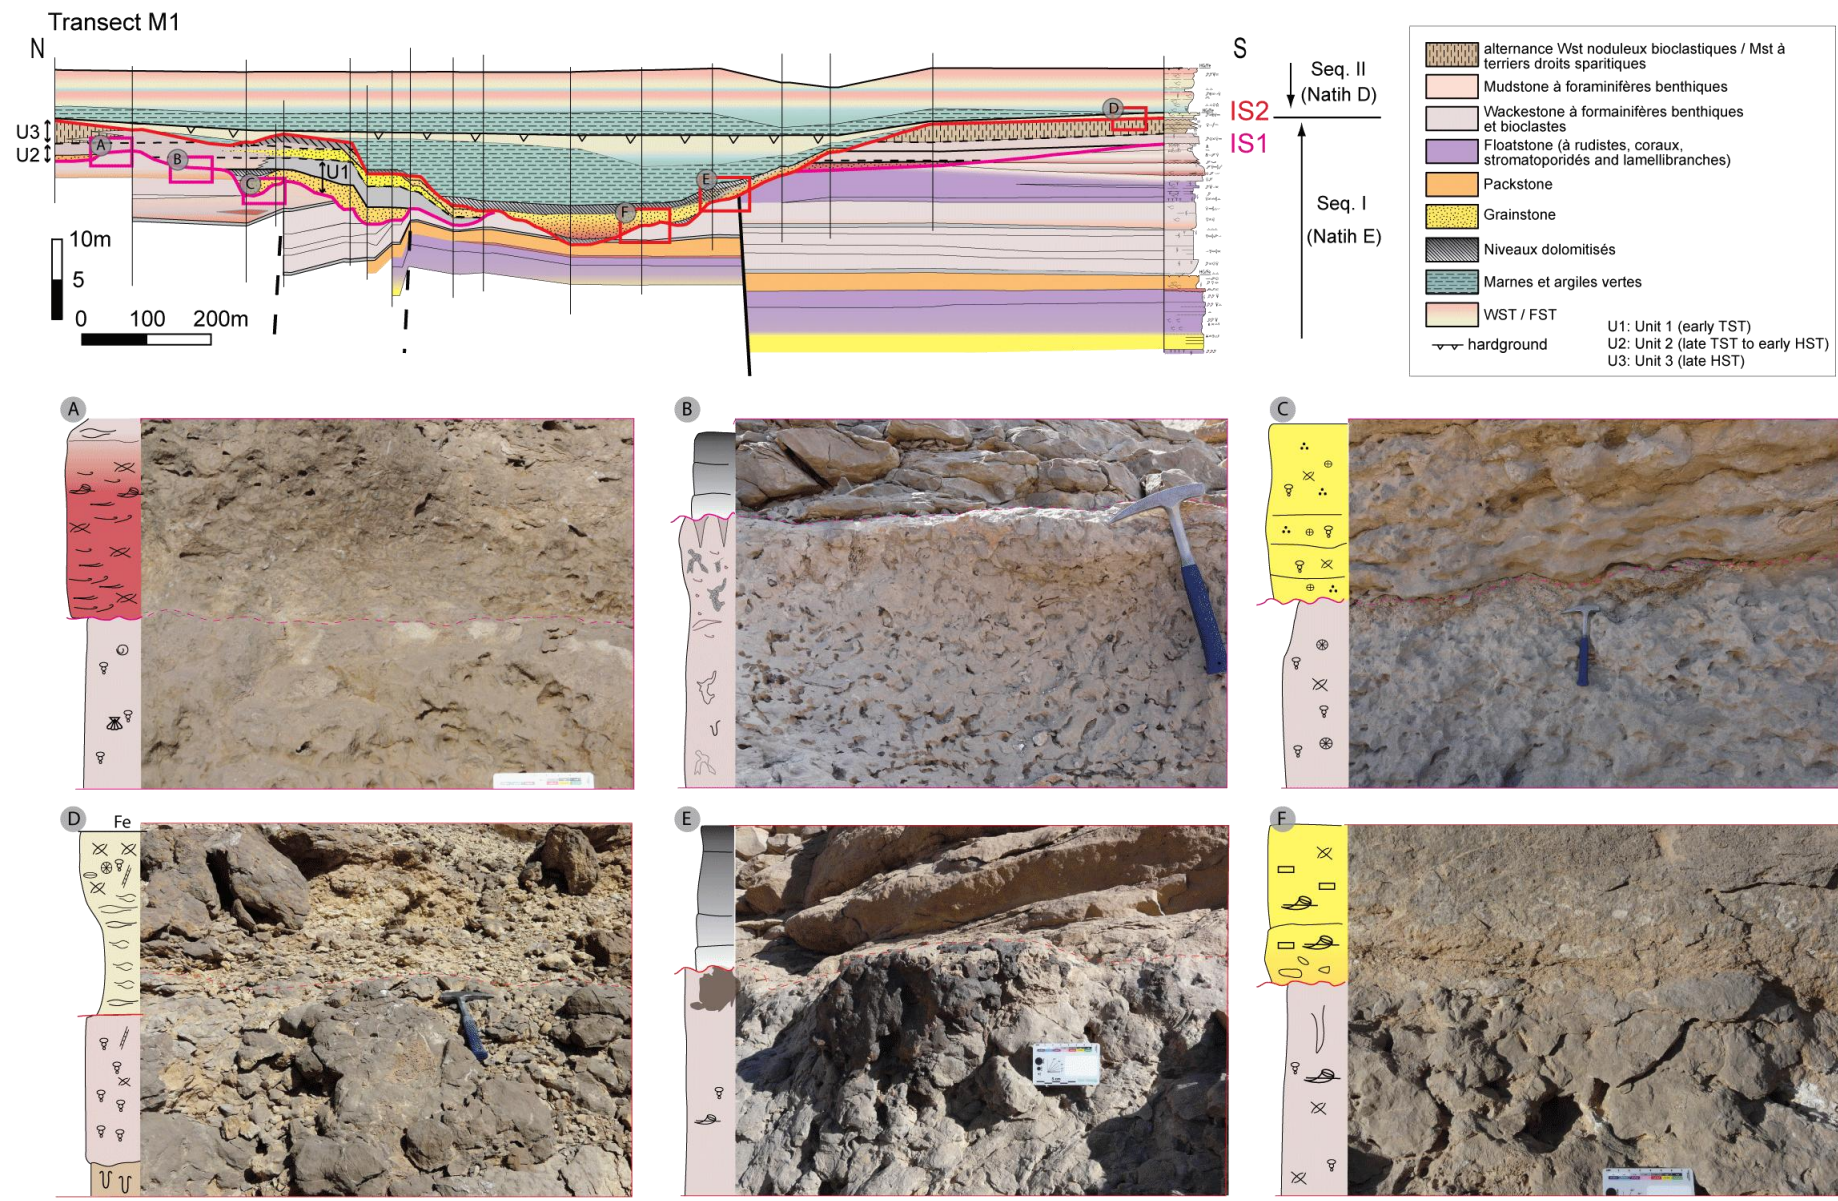 Transect M1
N
S
U3
U2
U1
A
B
C
D
E
F
IS2
IS1
Seq. II
(Natih D)
Seq. I
(Natih E)
10m
5
0 100 200m
alternance Wst noduleux bioclastiques / Mst à
terriers droits sparitiques
Mudstone à foraminifères benthiques
Wackestone à formainifères benthiques
et bioclastes
Floatstone (à rudistes, coraux,
stromatoporidés and lamellibranches)
Packstone
Grainstone
Niveaux dolomitisés
Marnes et argiles vertes
WST / FST
hardground
U1: Unit 1 (early TST)
U2: Unit 2 (late TST to early HST)
U3: Unit 3 (late HST)
A
B
C
D
Fe
E
F